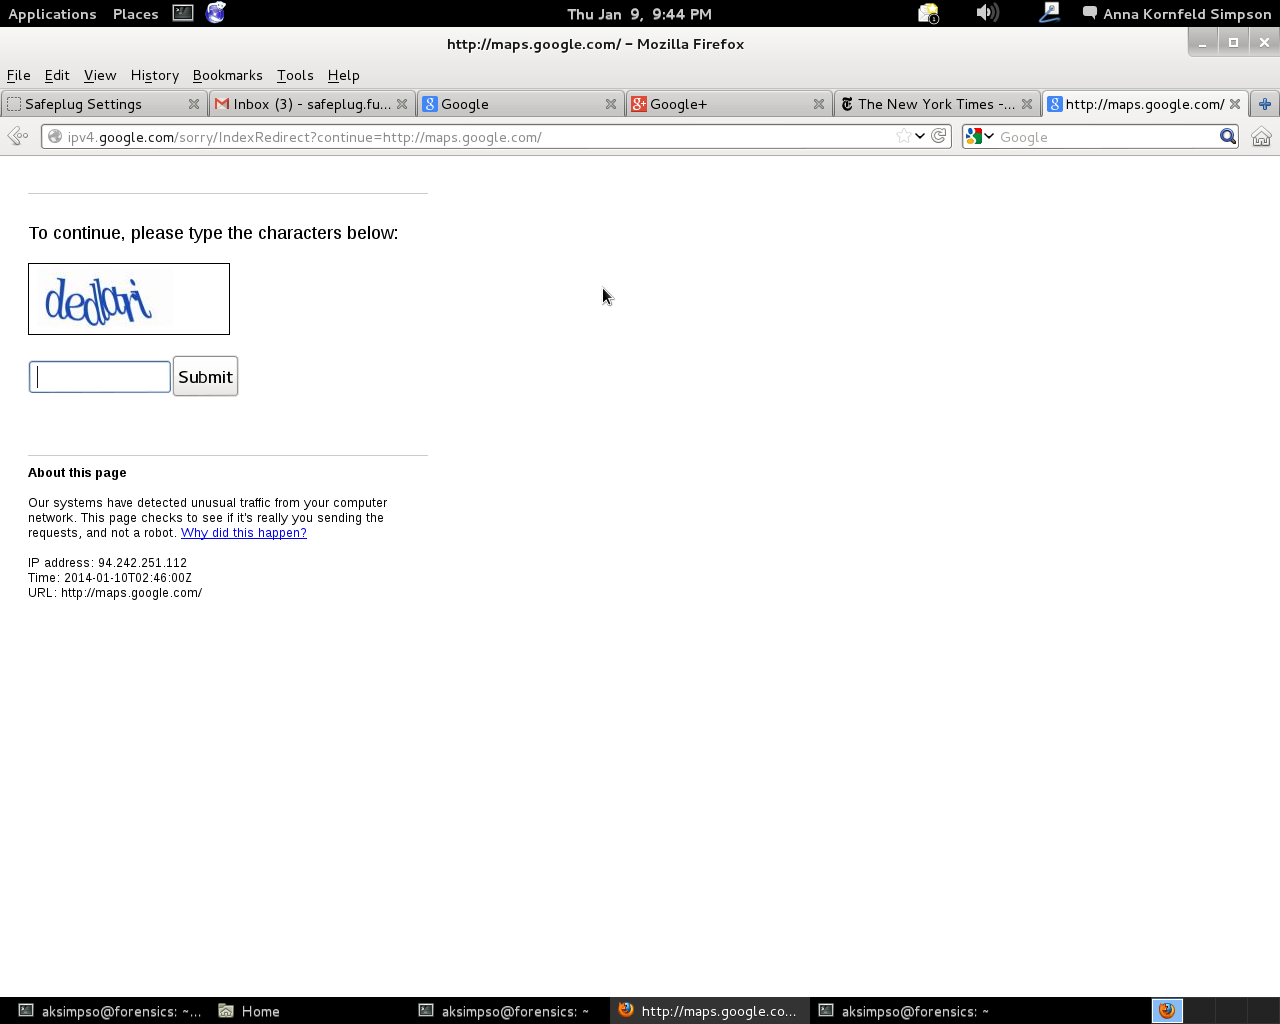 Applications Places Thu Jan 9, 9:44 PM 1 Anna Kornfeld Simpson
http://maps.google.com/ – Mozilla Firefox
File Edit View History Bookmarks Tools Help
Safeplug Settings Inbox (3) - safeplug.fu... Google Google+ The New York Times -... http://maps.google.com/
ipv4.google.com/sorry/IndexRedirect?continue=http://maps.google.com/ Google
To continue, please type the characters below:
Submit
About this page
Our systems have detected unusual traffic from your computer
network. This page checks to see if it's really you sending the
requests, and not a robot. Why did this happen?
IP address: 94.242.251.112
Time: 2014-01-10T02:46:00Z
URL: http://maps.google.com/
aksimpso@forensics: ~... Home aksimpso@forensics: ~ http://maps.google.co... aksimpso@forensics: ~